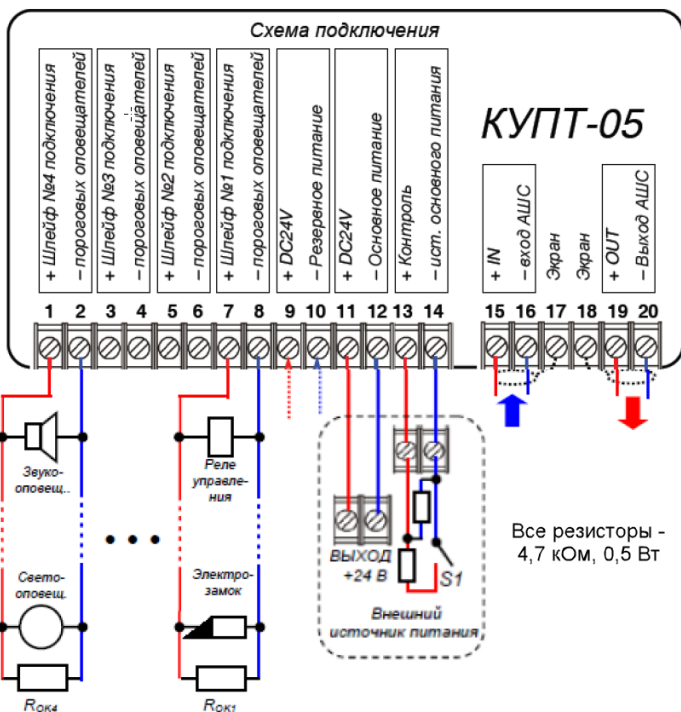 Схема подключения
+ Шлейф №4 подключения
– пороговых оповещателей
+ Шлейф №3 подключения
– пороговых оповещателей
+ Шлейф №2 подключения
– пороговых оповещателей
+ Шлейф №1 подключения
– пороговых оповещателей
+ DC24V
– Резервное питание
+ DC24V
– Основное питание
+ Контроль
– ист. основного питания
КУПТ-05
+ IN
– вход АШС
Экран
Экран
+ OUT
– Выход АШС
1 2 3 4 5 6 7 8 9 10 11 12 13 14 15 16 17 18 19 20
Звуко-
оповещ..
Реле
управле-
ния
Свето-
оповещ.
Электро-
замок
ВЫХОД
+24 В
S1
Внешний
источник питания
Все резисторы -
4,7 кОм, 0,5 Вт
Rок4
Rок1